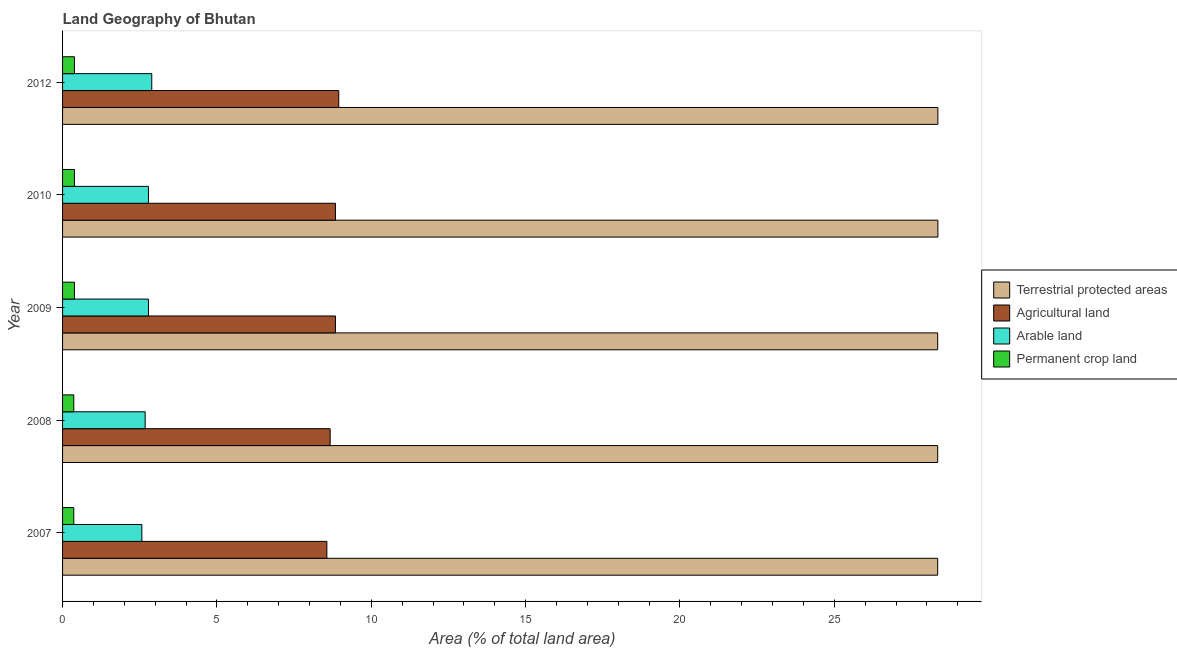 Land Geography of Bhutan
2012
2010
2009
2008
2007
Year
0
5
10
15
20
25
Area (% of total land area)
Terrestrial protected areas
Agricultural land
Arable land
Permanent crop land